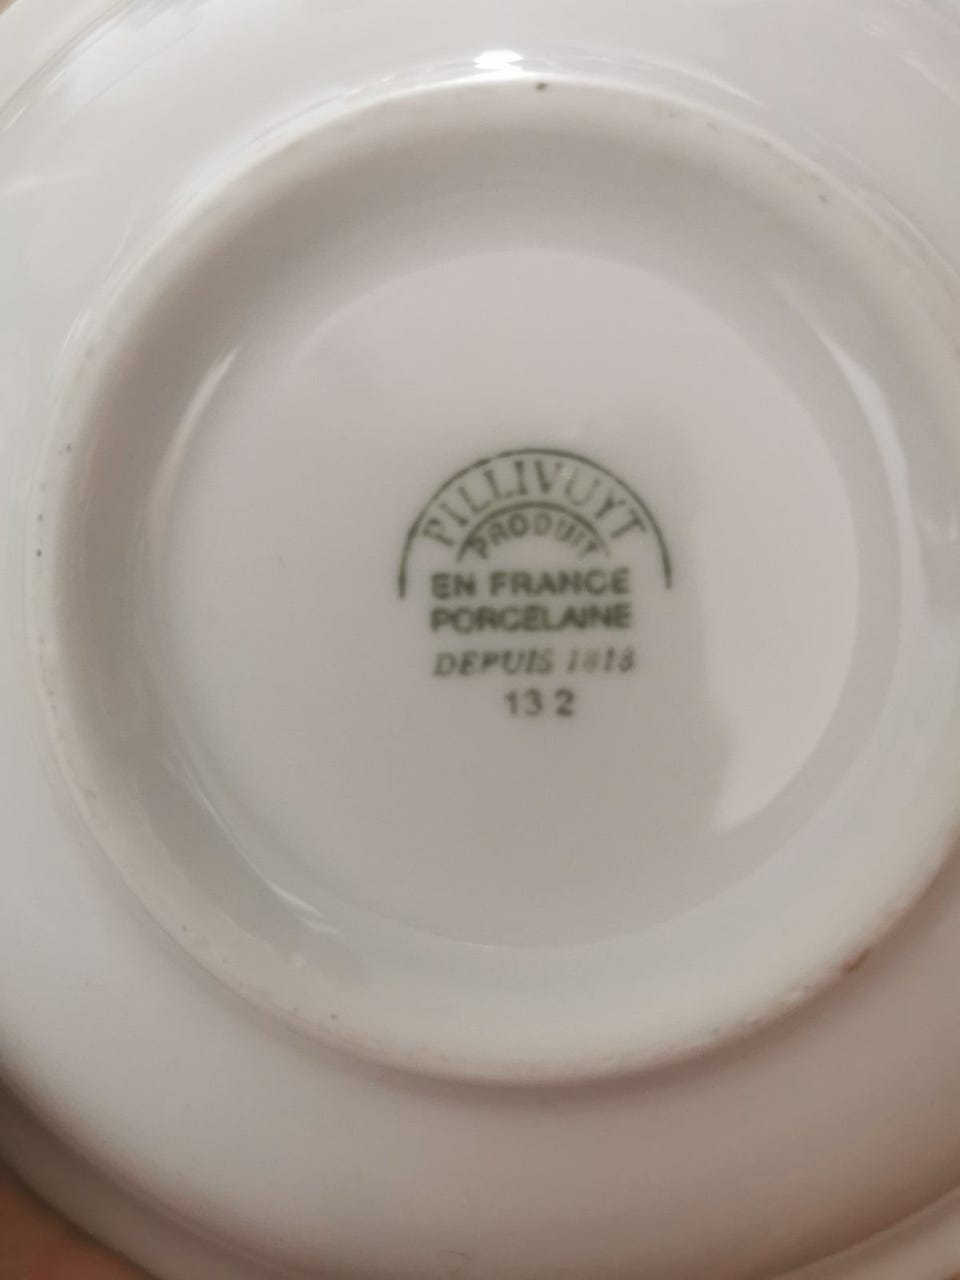 PILLIVUYT
PRODUIT
EN FRANCE
PORCELAINE
DEPUIS 1818
13 2